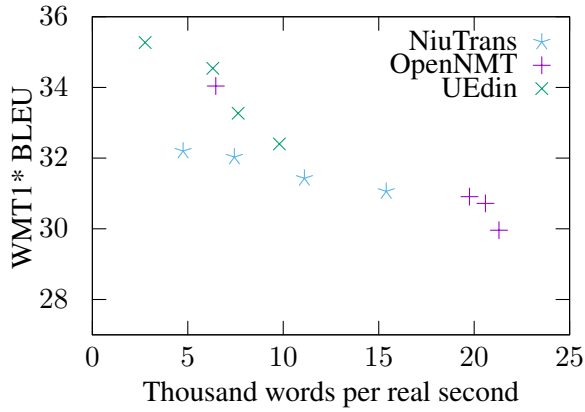 NiuTrans
OpenNMT
UEdin
WMT1* BLEU
36
34
32
30
28
0 5 10 15 20 25
Thousand words per real second